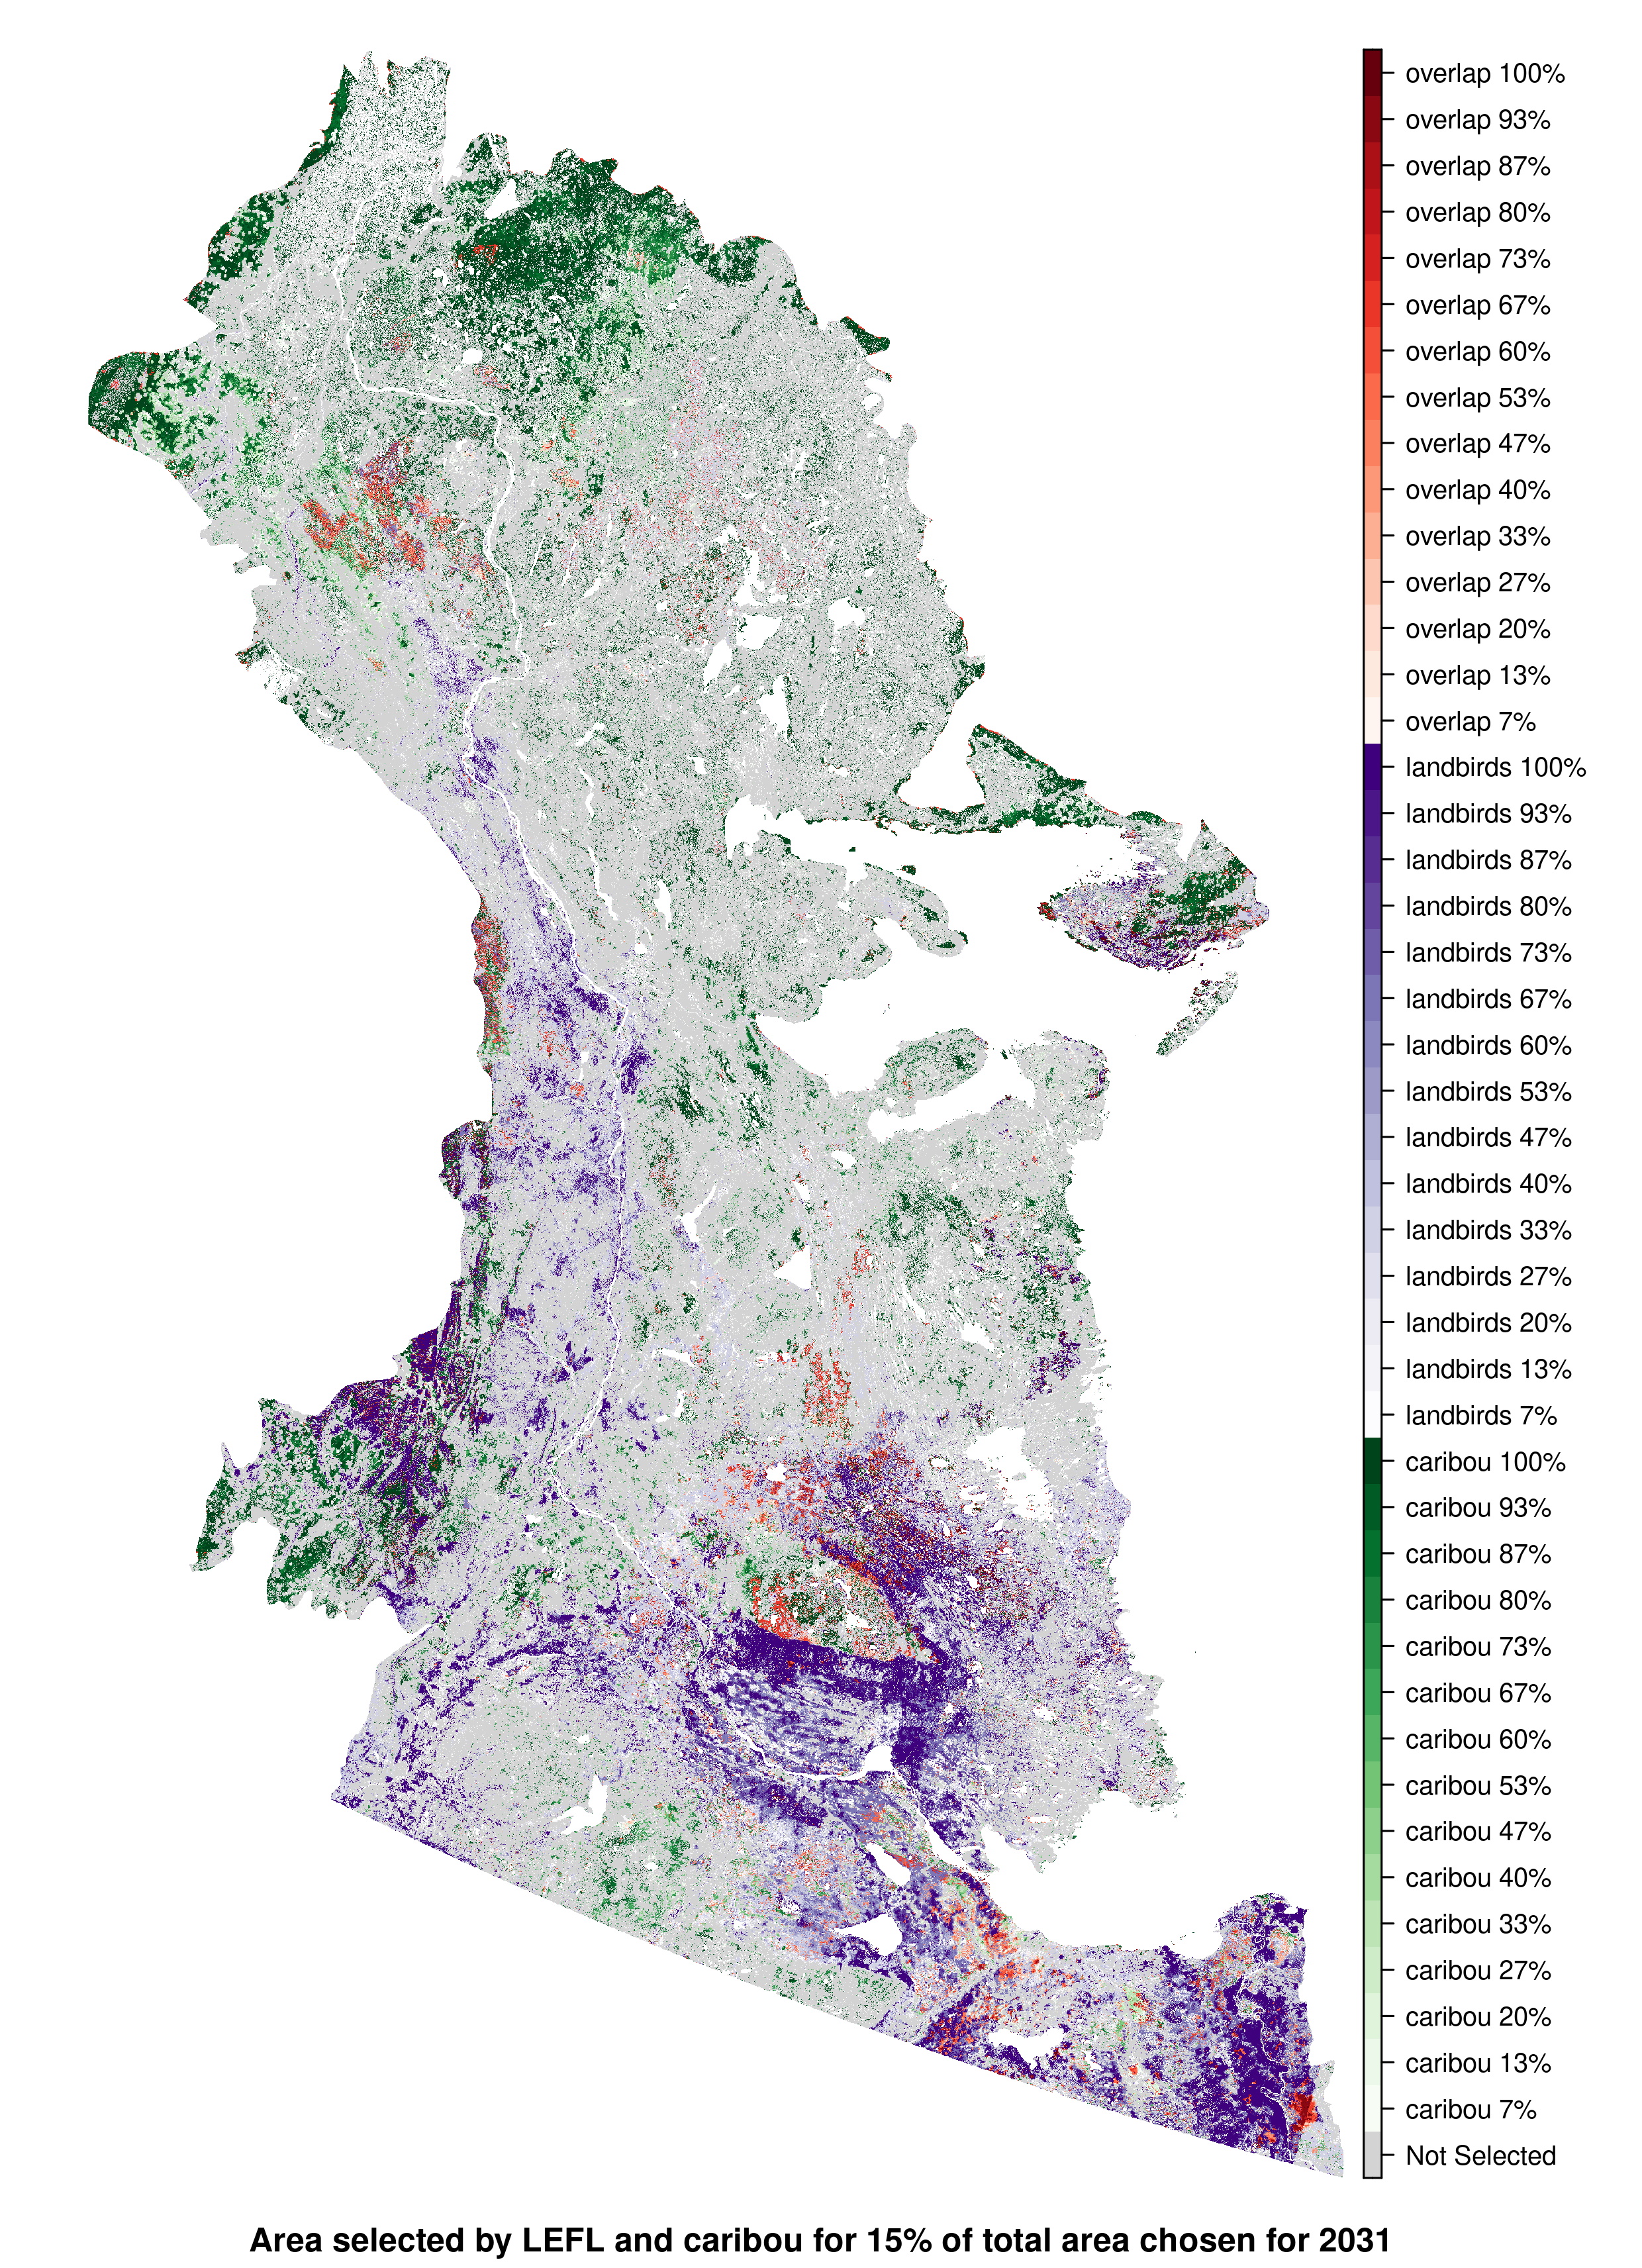 overlap 100%
overlap 93%
overlap 87%
overlap 80%
overlap 73%
overlap 67%
overlap 60%
overlap 53%
overlap 47%
overlap 40%
overlap 33%
overlap 27%
overlap 20%
overlap 13%
overlap 7%
landbirds 100%
landbirds 93%
landbirds 87%
landbirds 80%
landbirds 73%
landbirds 67%
landbirds 60%
landbirds 53%
landbirds 47%
landbirds 40%
landbirds 33%
landbirds 27%
landbirds 20%
landbirds 13%
landbirds 7%
caribou 100%
caribou 93%
caribou 87%
caribou 80%
caribou 73%
caribou 67%
caribou 60%
caribou 53%
caribou 47%
caribou 40%
caribou 33%
caribou 27%
caribou 20%
caribou 13%
caribou 7%
Not Selected
Area selected by LEFL and caribou for 15% of total area chosen for 2031